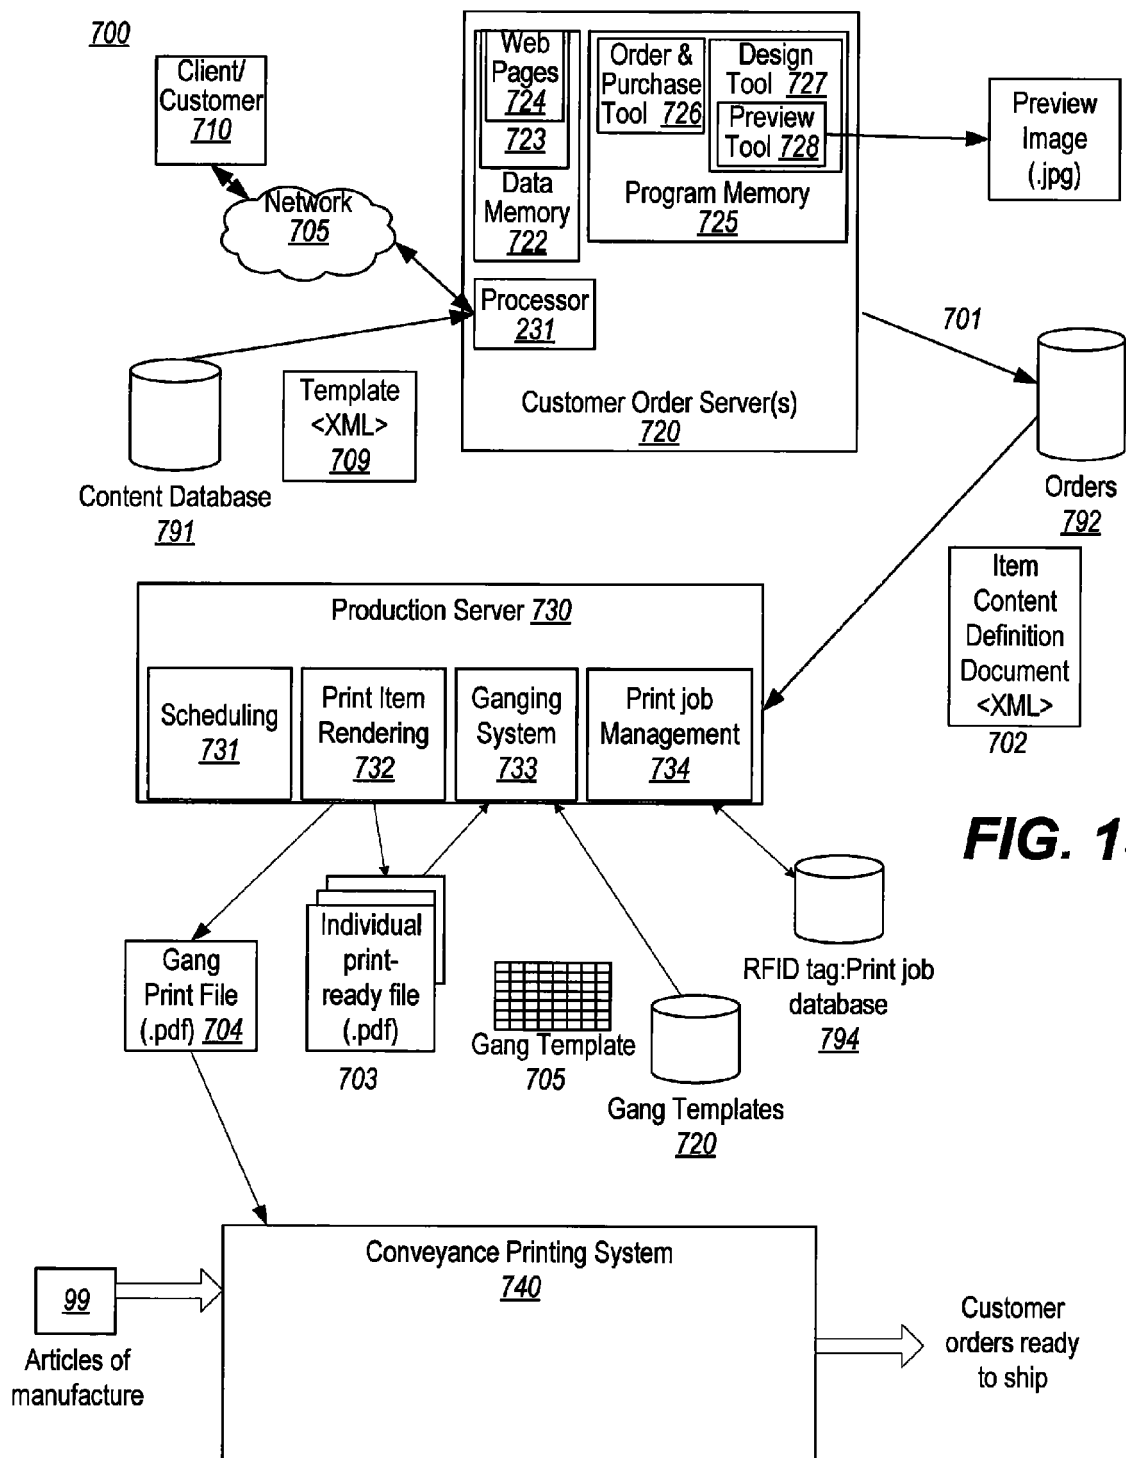 700
Client/
Customer
710
Network
705
Web
Pages
724
723
Data
Memory
722
Order &
Purchase
Tool 726
Design
Tool 727
Preview
Tool 728
Program Memory
725
Preview
Image
(.jpg)
Processor
231
Customer Order Server(s)
720
701
Template
<XML>
709
Content Database
791
Orders
792
Item
Content
Definition
Document
<XML>
702
Production Server 730
Scheduling
731
Print Item
Rendering
732
Ganging
System
733
Print job
Management
734
FIG. 1
Gang
Print File
(.pdf) 704
Individual
print-
ready file
(.pdf)
703
Gang Template
705
Gang Templates
720
RFID tag:Print job
database
794
Conveyance Printing System
740
99
Articles of
manufacture
Customer
orders ready
to ship